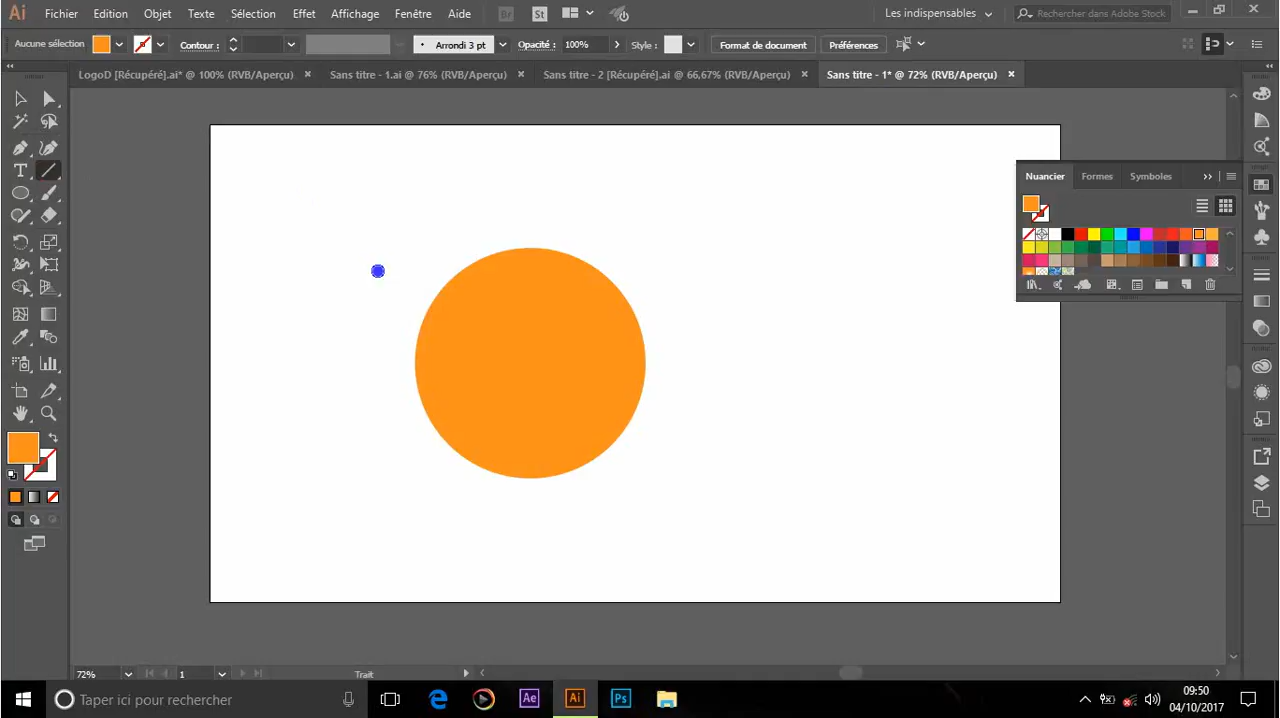 Ai Fichier Edition Objet Texte Sélection Effet Affichage Fenêtre Aide Br St Les indispensables Rechercher dans Adobe Stock
Aucune sélection Contour : Arrondi 3 pt Opacité : 100% Style : Format de document Préférences
LogoD [Récupéré].ai* @ 100% (RVB/Aperçu) Sans titre - 1.ai @ 76% (RVB/Aperçu) Sans titre - 2 [Récupéré].ai @ 66,67% (RVB/Aperçu) Sans titre - 1* @ 72% (RVB/Aperçu)
Nuancier Formes Symboles
72% 1 Trait
Taper ici pour rechercher Ae Ai Ps
09:50
04/10/2017